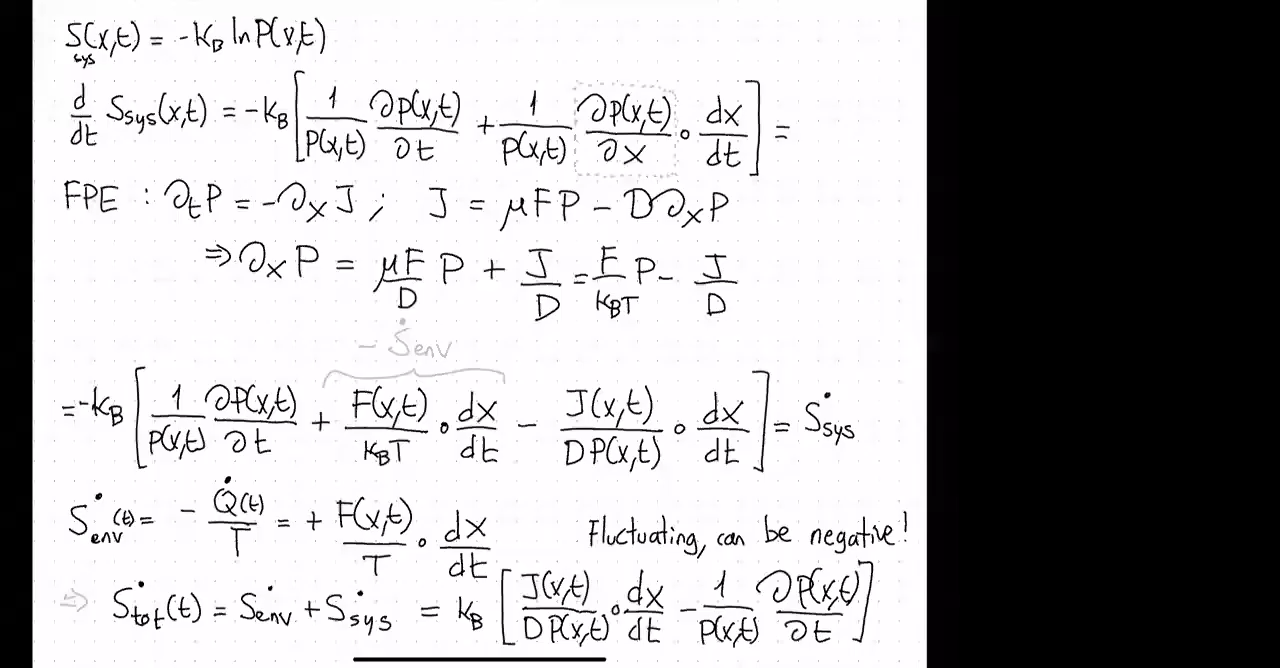 S_sys(x,t) = -k_B ln P(x,t)
d/dt S_sys(x,t) = -k_B [ 1/P(x,t) ∂P(x,t)/∂t + 1/P(x,t) ∂P(x,t)/∂x ∘ dx/dt ] =
FPE : ∂_t P = -∂_x J ; J = μFP - D∂_x P
⇒ ∂_x P = μF/D P + J/D = F/k_BT P - J/D
- Ṡ_env
= -k_B [ 1/P(x,t) ∂P(x,t)/∂t + F(x,t)/k_BT ∘ dx/dt - J(x,t)/DP(x,t) ∘ dx/dt ] = Ṡ_sys
Ṡ_env(t) = - Q̇(t)/T = + F(x,t)/T ∘ dx/dt Fluctuating, can be negative!
⇒ Ṡ_tot(t) = Ṡ_env + Ṡ_sys = k_B [ J(x,t)/DP(x,t) ∘ dx/dt - 1/P(x,t) ∂P(x,t)/∂t ]